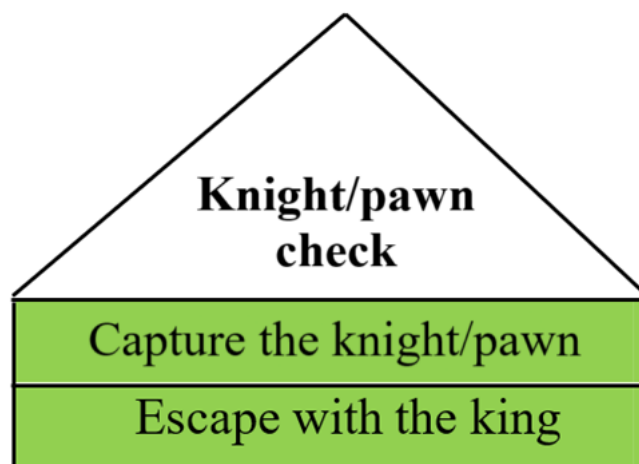 Knight/pawn
check
Capture the knight/pawn
Escape with the king